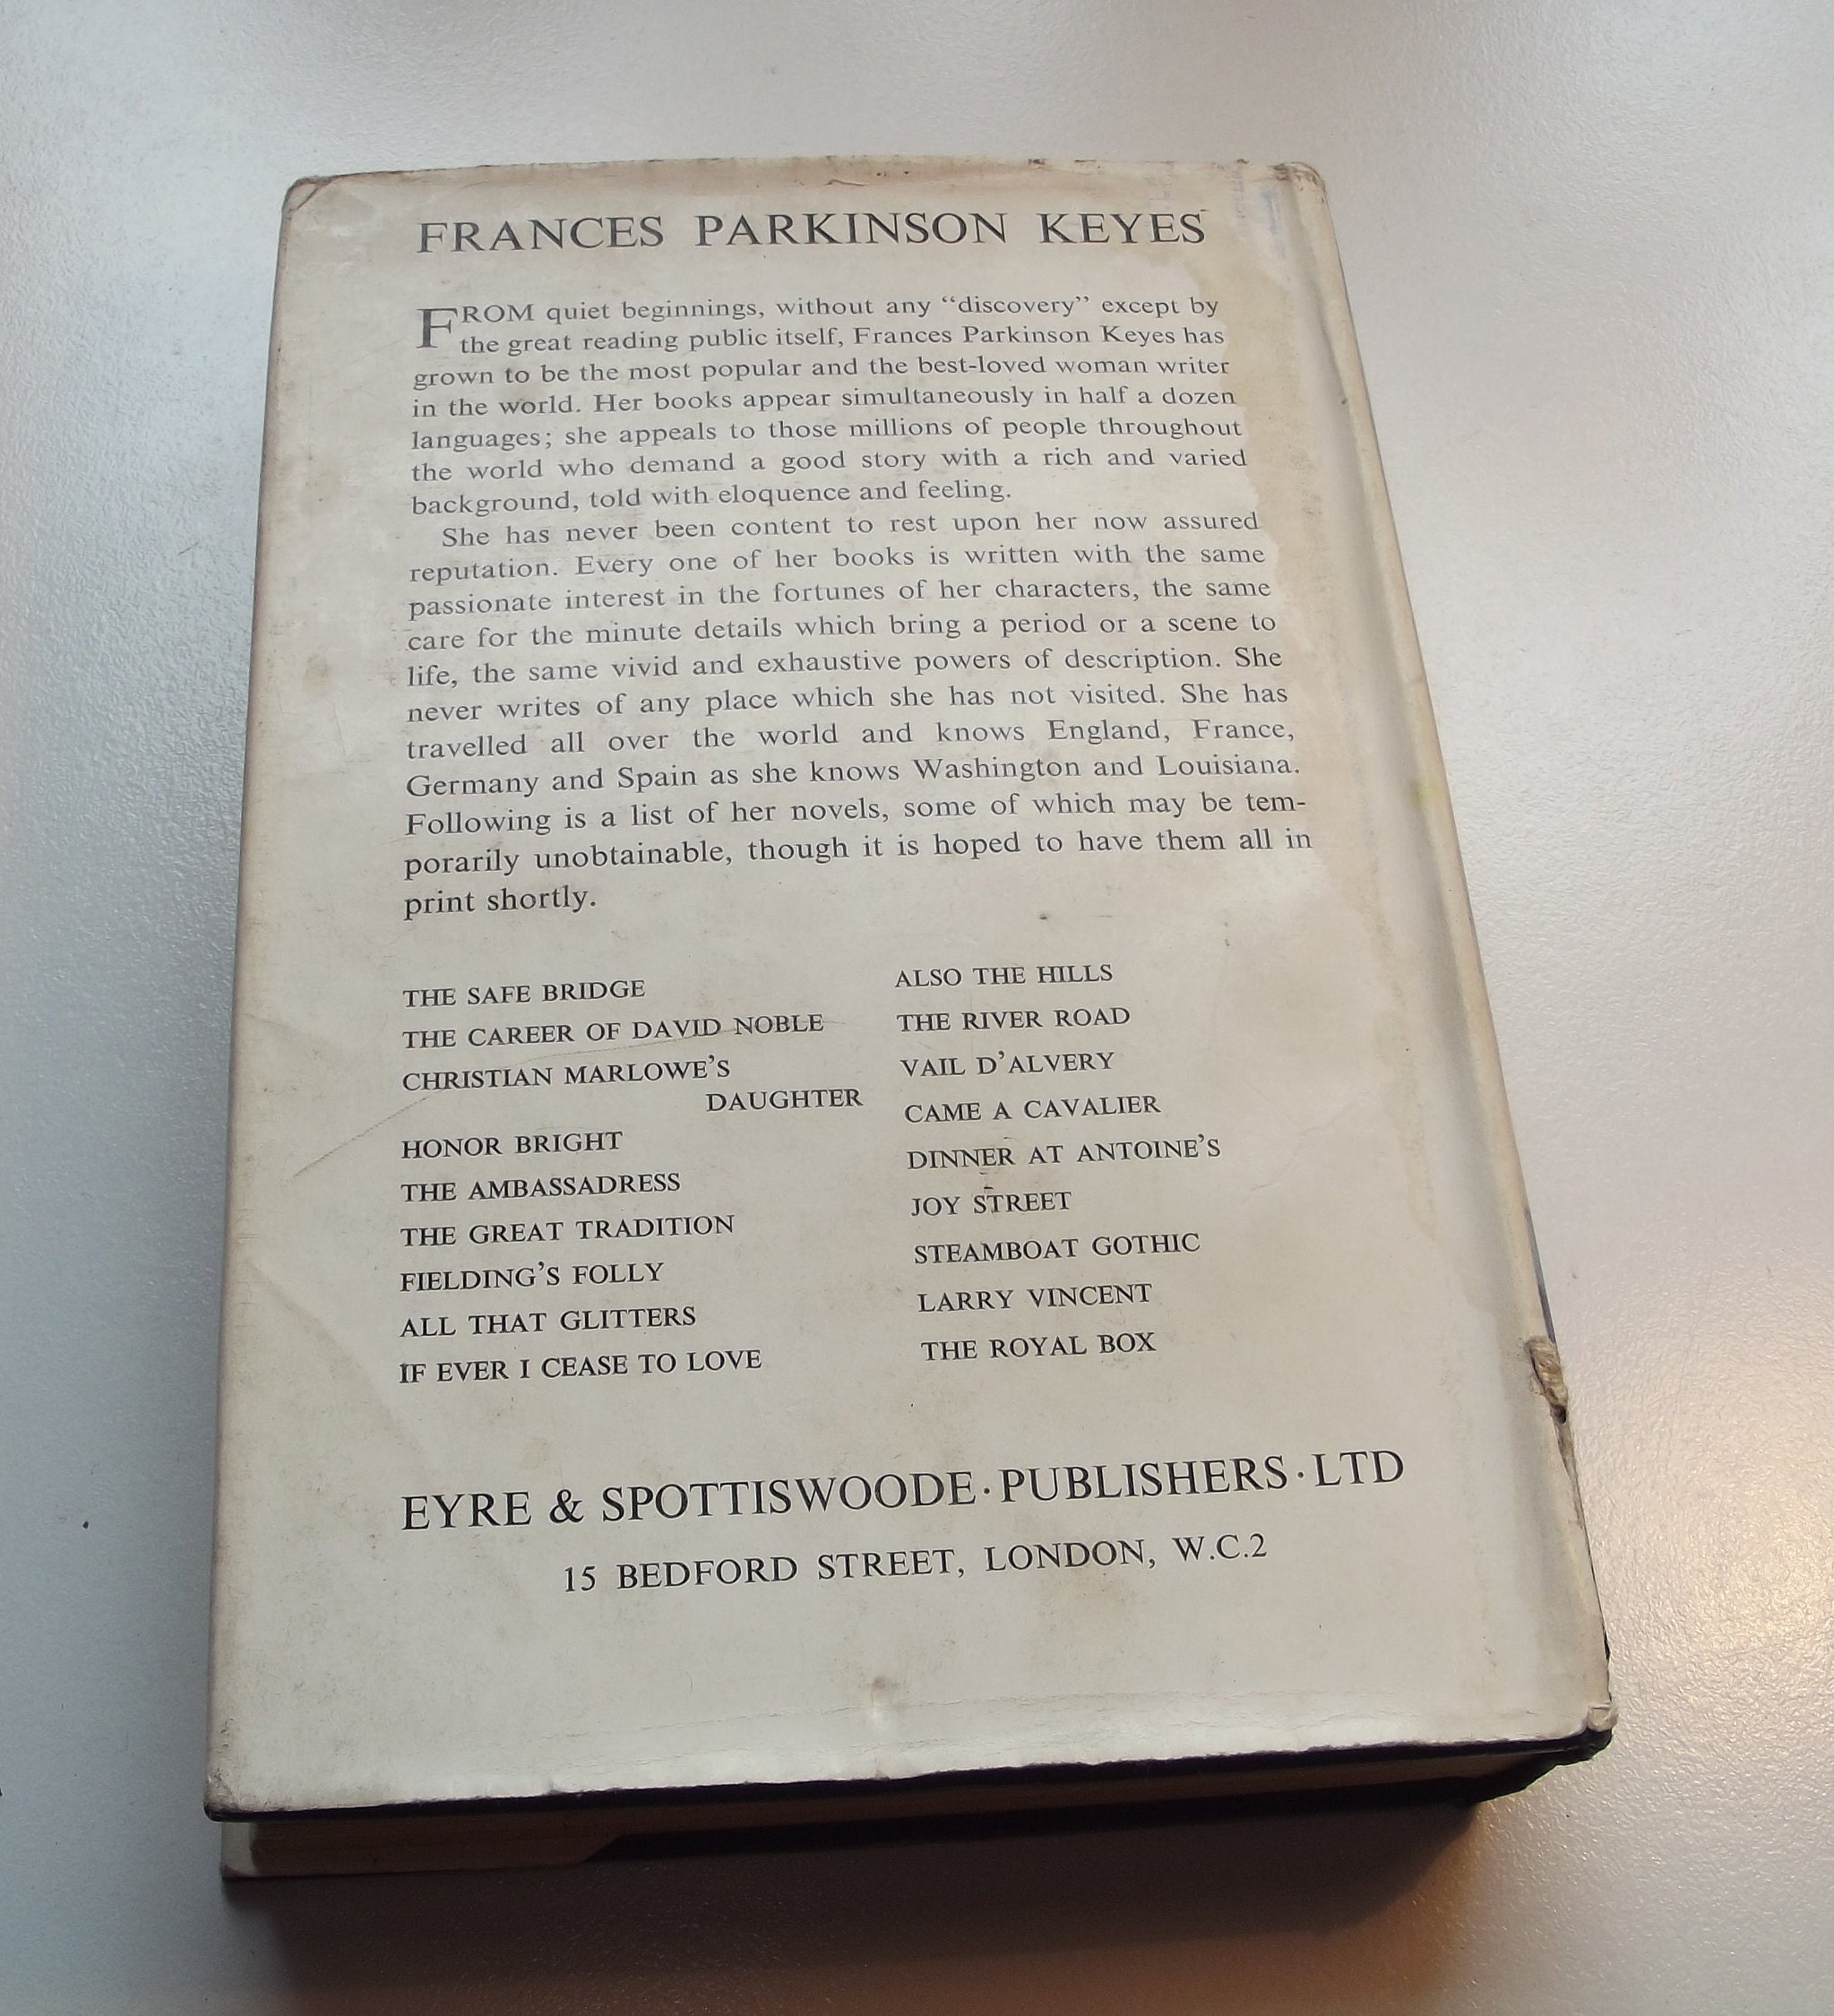 FRANCES PARKINSON KEYES
FROM quiet beginnings, without any “discovery” except by
the great reading public itself, Frances Parkinson Keyes has
grown to be the most popular and the best-loved woman writer
in the world. Her books appear simultaneously in half a dozen
languages; she appeals to those millions of people throughout
the world who demand a good story with a rich and varied
background, told with eloquence and feeling.
She has never been content to rest upon her now assured
reputation. Every one of her books is written with the same
passionate interest in the fortunes of her characters, the same
care for the minute details which bring a period or a scene to
life, the same vivid and exhaustive powers of description. She
never writes of any place which she has not visited. She has
travelled all over the world and knows England, France,
Germany and Spain as she knows Washington and Louisiana.
Following is a list of her novels, some of which may be tem-
porarily unobtainable, though it is hoped to have them all in
print shortly.
THE SAFE BRIDGE
THE CAREER OF DAVID NOBLE
CHRISTIAN MARLOWE’S
DAUGHTER
HONOR BRIGHT
THE AMBASSADRESS
THE GREAT TRADITION
FIELDING’S FOLLY
ALL THAT GLITTERS
IF EVER I CEASE TO LOVE
ALSO THE HILLS
THE RIVER ROAD
VAIL D’ALVERY
CAME A CAVALIER
DINNER AT ANTOINE’S
JOY STREET
STEAMBOAT GOTHIC
LARRY VINCENT
THE ROYAL BOX
EYRE & SPOTTISWOODE · PUBLISHERS · LTD
15 BEDFORD STREET, LONDON, W.C.2